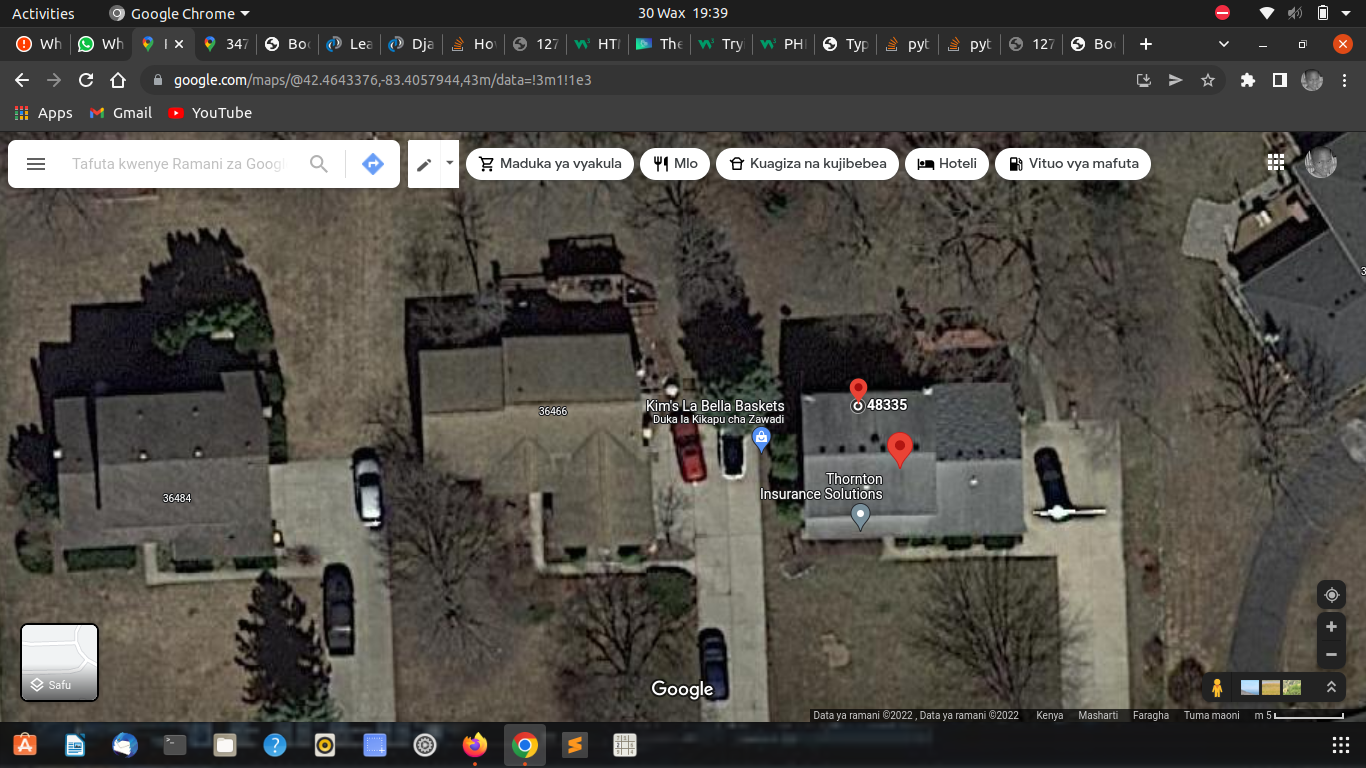 Activities
Google Chrome
30 Wax 19:39
Wh
Wh
347
Boo
Lea
Dja
Ho
127
HTM
The
Tryi
PHI
Typ
pyt
pyt
127
Bo
google.com/maps/@42.4643376,-83.4057944,43m/data=!3m1!1e3
Apps
Gmail
YouTube
Tafuta kwenye Ramani za Googl
Maduka ya vyakula
Mlo
Kuagiza na kujibebea
Hoteli
Vituo vya mafuta
36466
Kim's La Bella Baskets
Duka la Kikapu cha Zawadi
48335
36484
Thornton
Insurance Solutions
Safu
Google
Data ya ramani ©2022 , Data ya ramani ©2022 Kenya Masharti Faragha Tuma maoni m 5